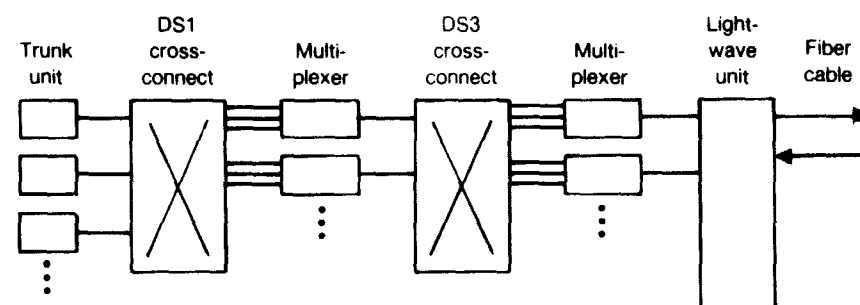 Trunk
unit
DS1
cross-
connect
Multi-
plexer
DS3
cross-
connect
Multi-
plexer
Light-
wave
unit
Fiber
cable